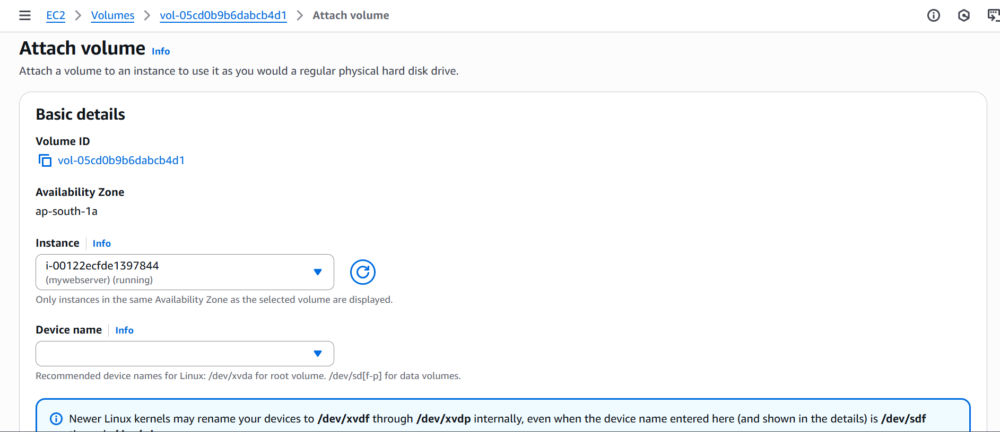 EC2 > Volumes > vol-05cd0b9b6dabcb4d1 > Attach volume
Attach volume Info
Attach a volume to an instance to use it as you would a regular physical hard disk drive.
Basic details
Volume ID
vol-05cd0b9b6dabcb4d1
Availability Zone
ap-south-1a
Instance Info
i-00122ecfde1397844
(mywebserver) (running)
Only instances in the same Availability Zone as the selected volume are displayed.
Device name Info
Recommended device names for Linux: /dev/xvda for root volume. /dev/sd[f-p] for data volumes.
Newer Linux kernels may rename your devices to /dev/xvdf through /dev/xvdp internally, even when the device name entered here (and shown in the details) is /dev/sdf